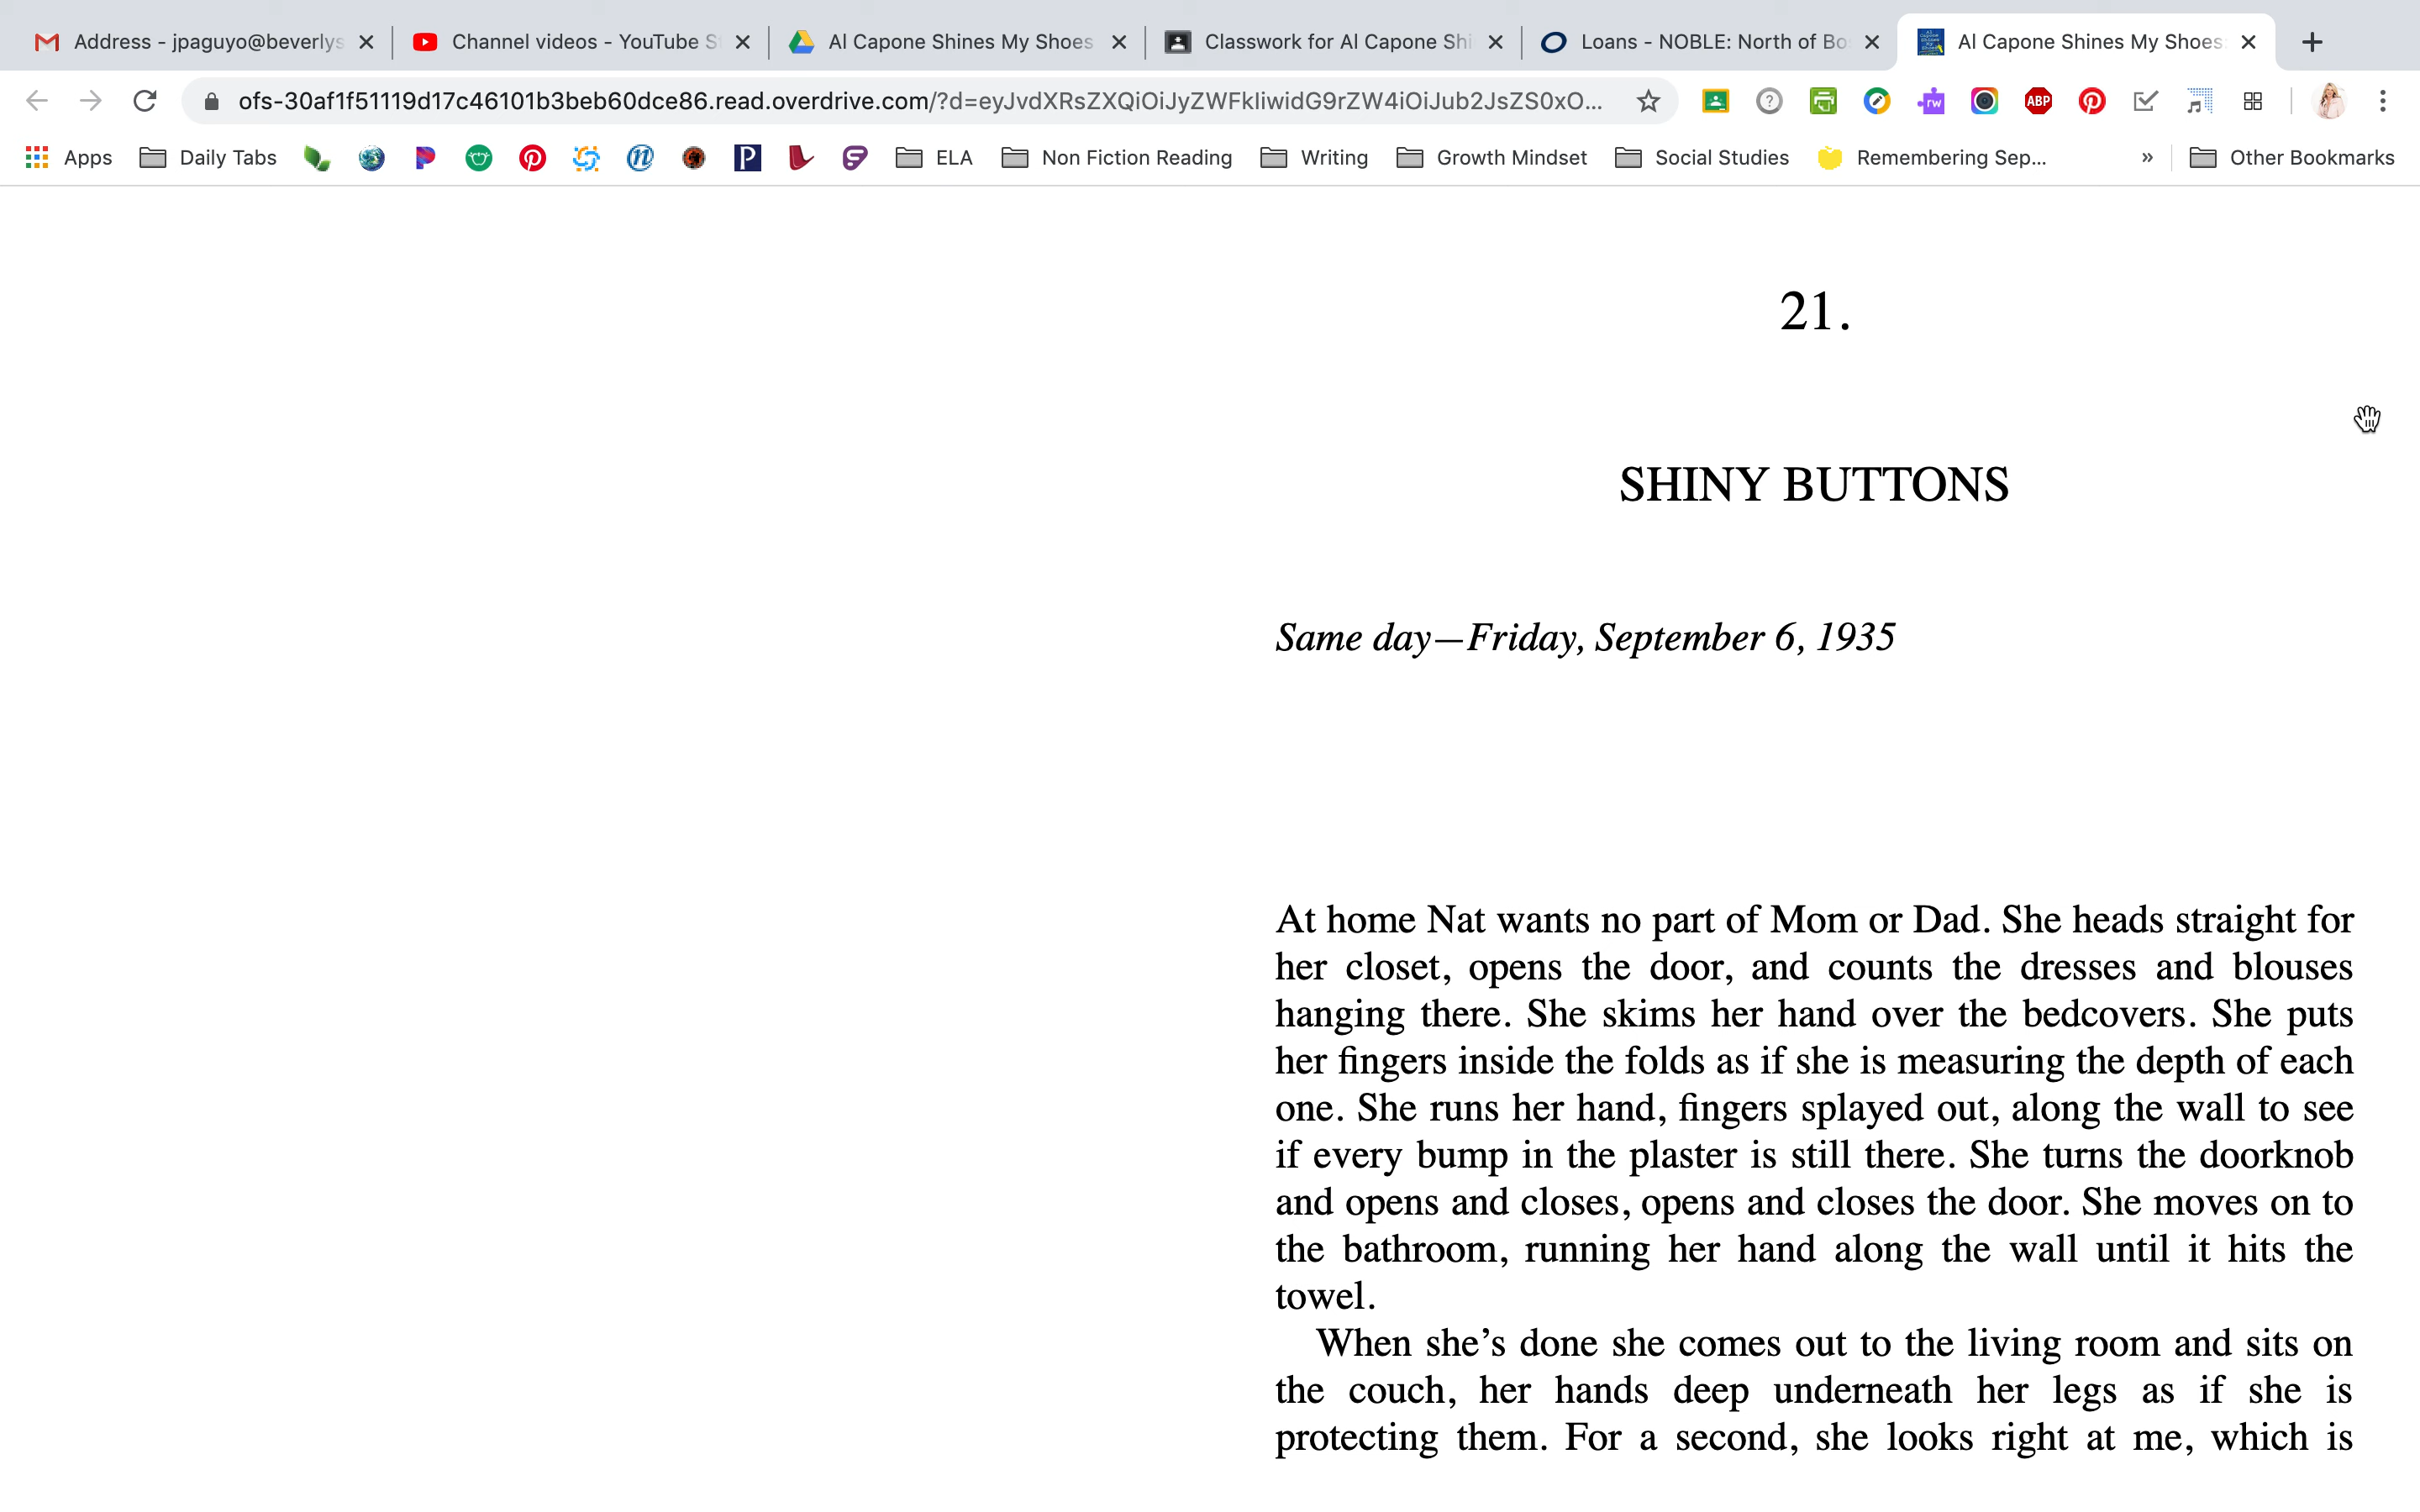 Address - jpaguyo@beverlys
Channel videos - YouTube S
Al Capone Shines My Shoes
Classwork for Al Capone Shi
Loans - NOBLE: North of Bo
Al Capone Shines My Shoes
ofs-30af1f51119d17c46101b3beb60dce86.read.overdrive.com/?d=eyJvdXRsZXQiOiJyZWFkIiwidG9rZW4iOiJub2JsZS0xO...
Apps
Daily Tabs
ELA
Non Fiction Reading
Writing
Growth Mindset
Social Studies
Remembering Sep...
»
Other Bookmarks
21.
SHINY BUTTONS
Same day—Friday, September 6, 1935
At home Nat wants no part of Mom or Dad. She heads straight for
her closet, opens the door, and counts the dresses and blouses
hanging there. She skims her hand over the bedcovers. She puts
her fingers inside the folds as if she is measuring the depth of each
one. She runs her hand, fingers splayed out, along the wall to see
if every bump in the plaster is still there. She turns the doorknob
and opens and closes, opens and closes the door. She moves on to
the bathroom, running her hand along the wall until it hits the
towel.
When she’s done she comes out to the living room and sits on
the couch, her hands deep underneath her legs as if she is
protecting them. For a second, she looks right at me, which is